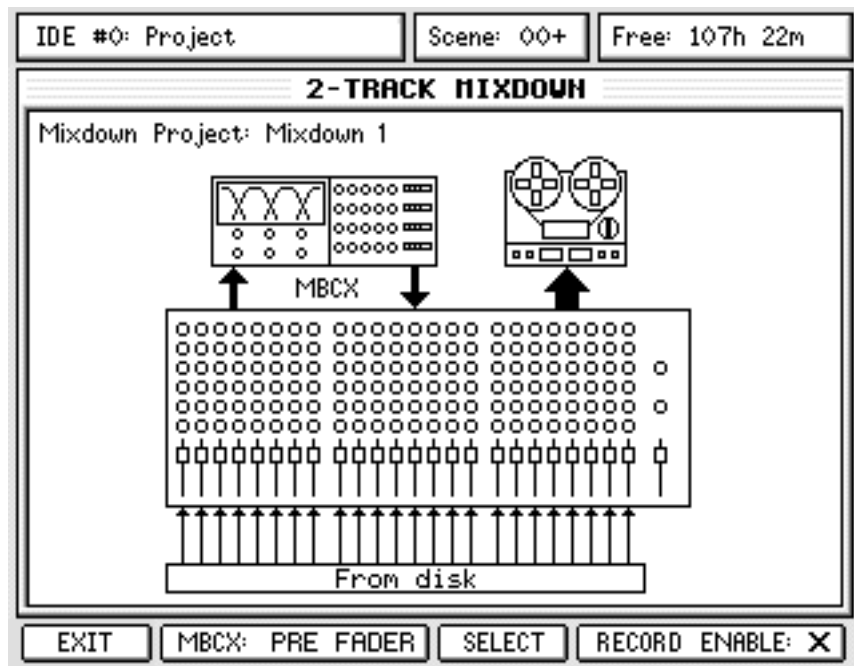 IDE #0: Project
Scene: 00+
Free: 107h 22m
2-TRACK MIXDOWN
Mixdown Project: Mixdown 1
MBCX
From disk
EXIT
MBCX: PRE FADER
SELECT
RECORD ENABLE: X